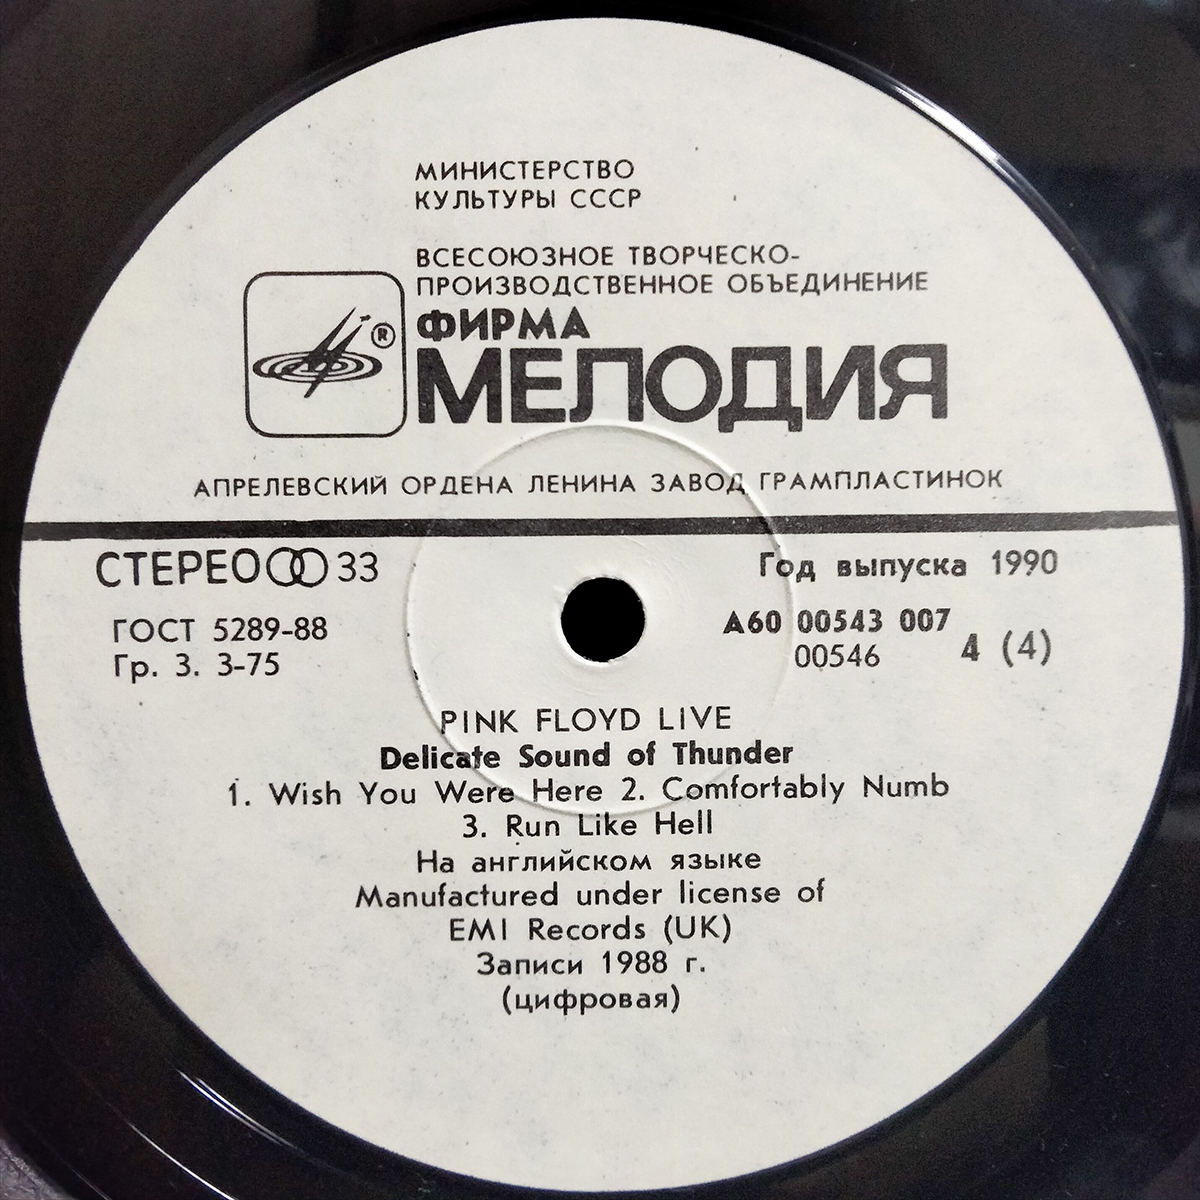 МИНИСТЕРСТВО
КУЛЬТУРЫ СССР
ВСЕСОЮЗНОЕ ТВОРЧЕСКО-
ПРОИЗВОДСТВЕННОЕ ОБЪЕДИНЕНИЕ
ФИРМА
®
МЕЛОДИЯ
АПРЕЛЕВСКИЙ ОРДЕНА ЛЕНИНА ЗАВОД ГРАМПЛАСТИНОК
СТЕРЕО 33
Год выпуска 1990
ГОСТ 5289-88
Гр. 3. 3-75
А60 00543 007
00546
4 (4)
PINK FLOYD LIVE
Delicate Sound of Thunder
1. Wish You Were Here 2. Comfortably Numb
3. Run Like Hell
На английском языке
Manufactured under license of
EMI Records (UK)
Записи 1988 г.
(цифровая)